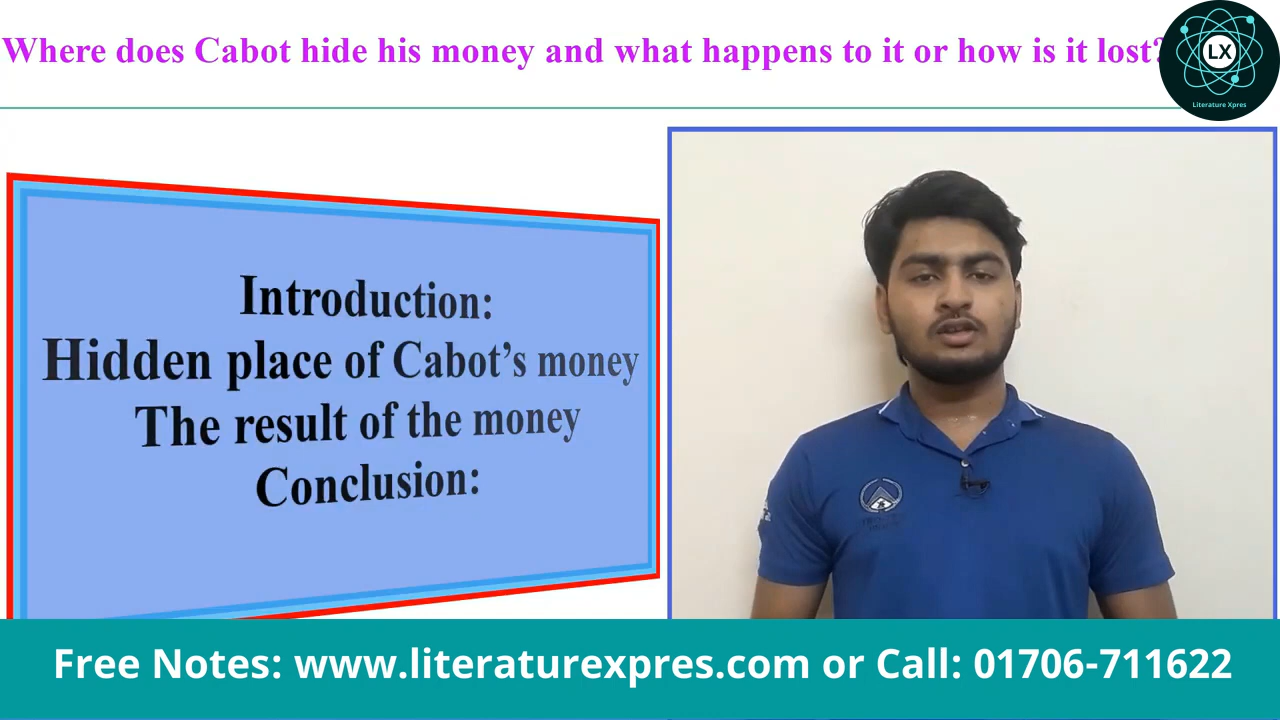 Where does Cabot hide his money and what happens to it or how is it lost?
LX
Literature Xpres
Introduction:
Hidden place of Cabot’s money
The result of the money
Conclusion:
Free Notes: www.literaturexpres.com or Call: 01706-711622